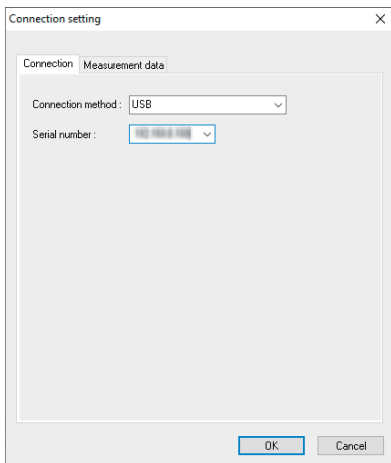 Connection setting
Connection Measurement data
Connection method : USB
Serial number :
OK Cancel